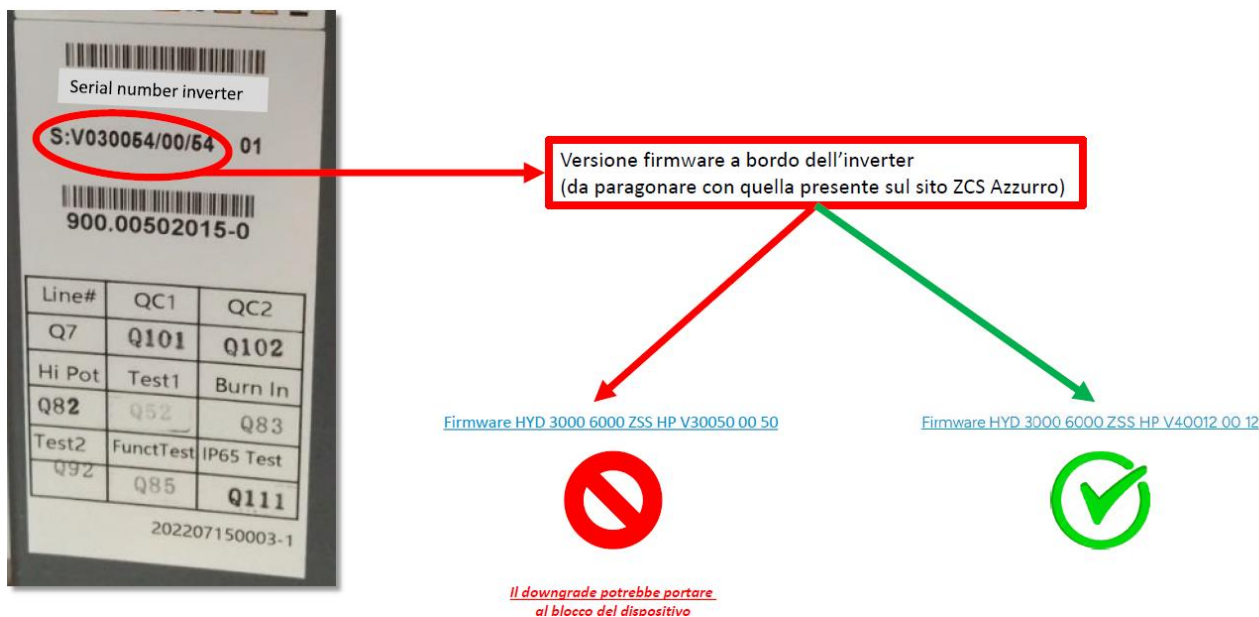 Serial number inverter
S:V030054/00/54 01
900.00502015-0
Line# QC1 QC2
Q7 Q101 Q102
Hi Pot Test1 Burn In
Q82 Q52 Q83
Test2 FunctTest IP65 Test
Q92 Q85 Q111
202207150003-1
Versione firmware a bordo dell'inverter
(da paragonare con quella presente sul sito ZCS Azzurro)
Firmware HYD 3000 6000 ZSS HP V30050 00 50
Firmware HYD 3000 6000 ZSS HP V40012 00 12
Il downgrade potrebbe portare
al blocco del dispositivo